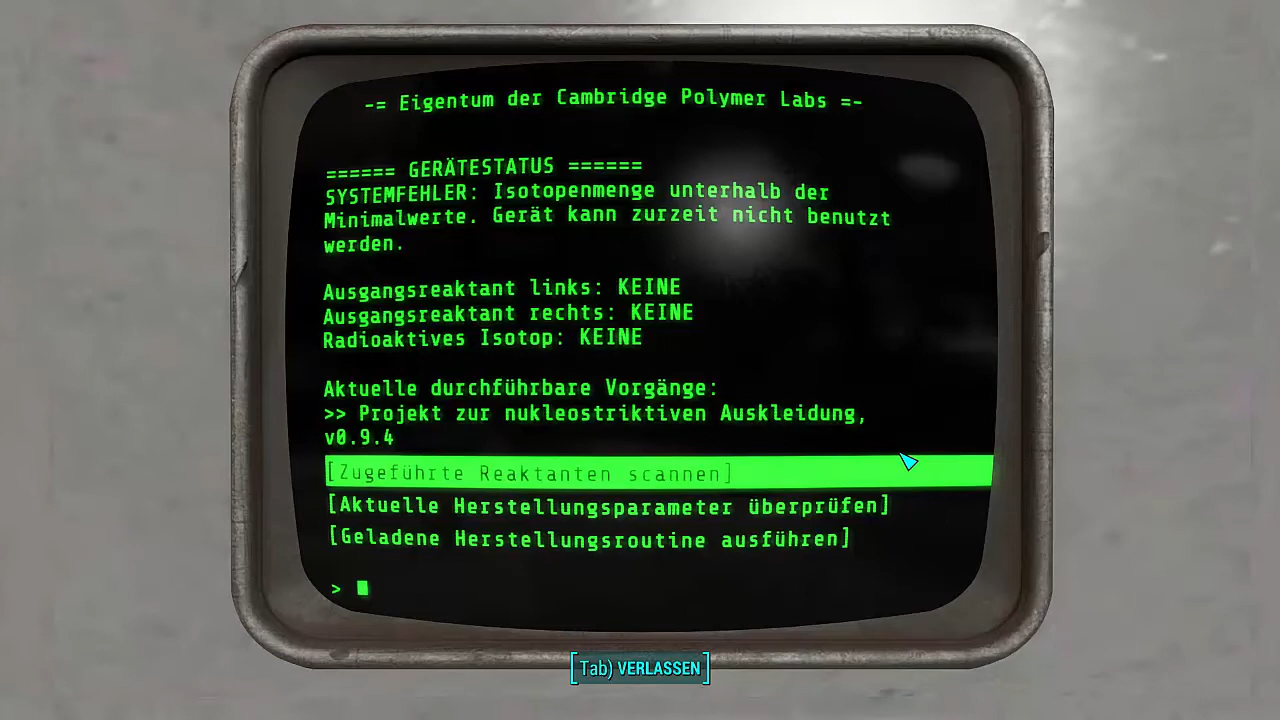 -= Eigentum der Cambridge Polymer Labs =-
====== GERÄTESTATUS ======
SYSTEMFEHLER: Isotopenmenge unterhalb der
Minimalwerte. Gerät kann zurzeit nicht benutzt
werden.
Ausgangsreaktant links: KEINE
Ausgangsreaktant rechts: KEINE
Radioaktives Isotop: KEINE
Aktuelle durchführbare Vorgänge:
>> Projekt zur nukleostriktiven Auskleidung,
v0.9.4
[Zugeführte Reaktanten scannen]
[Aktuelle Herstellungsparameter überprüfen]
[Geladene Herstellungsroutine ausführen]
>
[Tab) VERLASSEN]